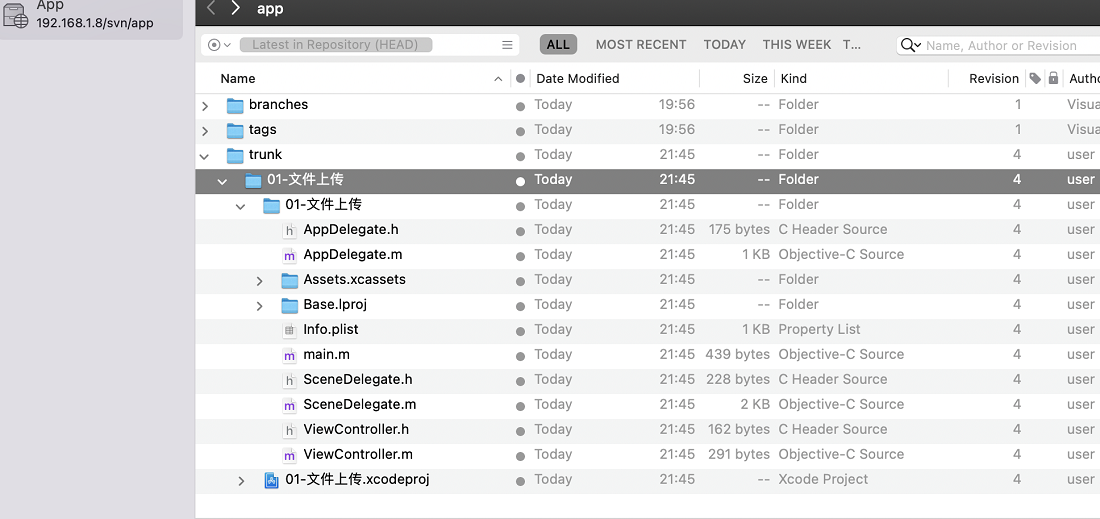 App
192.168.1.8/svn/app
app
Latest in Repository (HEAD) ALL MOST RECENT TODAY THIS WEEK T... Name, Author or Revision
Name Date Modified Size Kind Revision Autho
branches Today 19:56 -- Folder 1 Visua
tags Today 19:56 -- Folder 1 Visua
trunk Today 21:45 -- Folder 4 user
01-文件上传 Today 21:45 -- Folder 4 user
01-文件上传 Today 21:45 -- Folder 4 user
h AppDelegate.h Today 21:45 175 bytes C Header Source 4 user
m AppDelegate.m Today 21:45 1 KB Objective-C Source 4 user
Assets.xcassets Today 21:45 -- Folder 4 user
Base.lproj Today 21:45 -- Folder 4 user
Info.plist Today 21:45 1 KB Property List 4 user
m main.m Today 21:45 439 bytes Objective-C Source 4 user
h SceneDelegate.h Today 21:45 228 bytes C Header Source 4 user
m SceneDelegate.m Today 21:45 2 KB Objective-C Source 4 user
h ViewController.h Today 21:45 162 bytes C Header Source 4 user
m ViewController.m Today 21:45 291 bytes Objective-C Source 4 user
01-文件上传.xcodeproj Today 21:45 -- Xcode Project 4 user